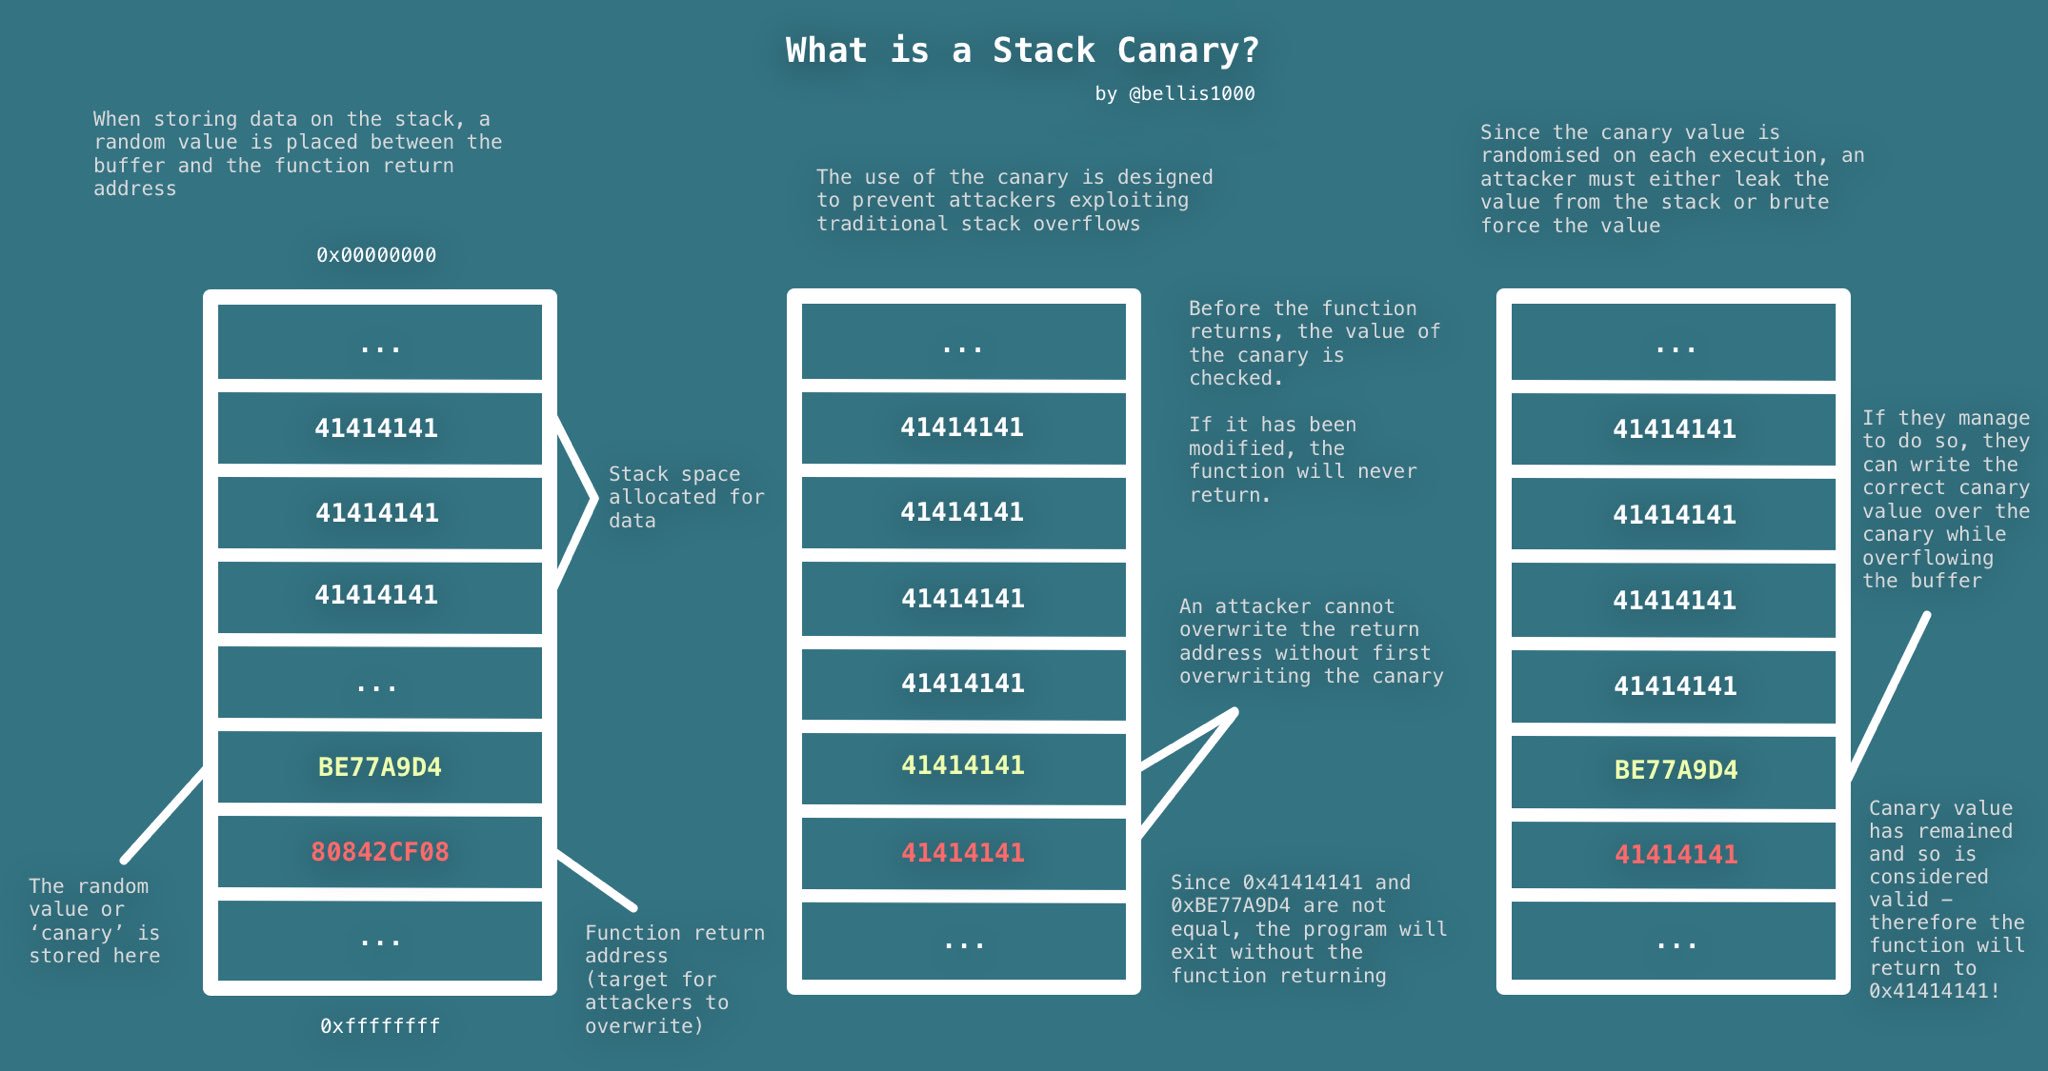 What is a Stack Canary?
by @bellis1000
When storing data on the stack, a
random value is placed between the
buffer and the function return
address
0x00000000
...
41414141
41414141
41414141
...
BE77A9D4
80842CF08
...
0xffffffff
Stack space
allocated for
data
The random
value or
‘canary’ is
stored here
Function return
address
(target for
attackers to
overwrite)
The use of the canary is designed
to prevent attackers exploiting
traditional stack overflows
...
41414141
41414141
41414141
41414141
41414141
41414141
...
Before the function
returns, the value of
the canary is
checked.
If it has been
modified, the
function will never
return.
An attacker cannot
overwrite the return
address without first
overwriting the canary
Since 0x41414141 and
0xBE77A9D4 are not
equal, the program will
exit without the
function returning
Since the canary value is
randomised on each execution, an
attacker must either leak the
value from the stack or brute
force the value
...
41414141
41414141
41414141
41414141
BE77A9D4
41414141
...
If they manage
to do so, they
can write the
correct canary
value over the
canary while
overflowing
the buffer
Canary value
has remained
and so is
considered
valid –
therefore the
function will
return to
0x41414141!